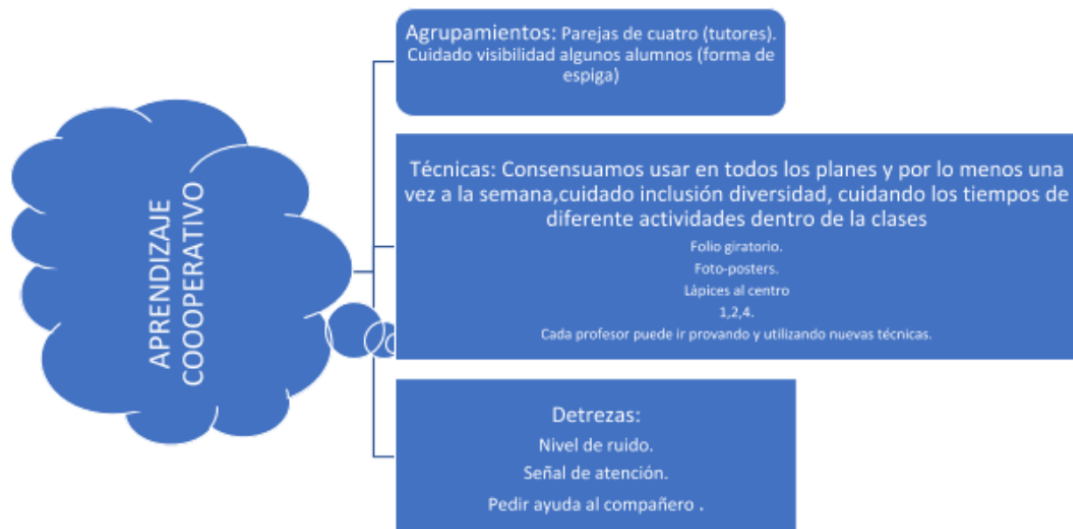 APRENDIZAJE
COOOPERATIVO
Agrupamientos: Parejas de cuatro (tutores).
Cuidado visibilidad algunos alumnos (forma de
espiga)
Técnicas: Consensuamos usar en todos los planes y por lo menos una
vez a la semana,cuidado inclusión diversidad, cuidando los tiempos de
diferente actividades dentro de la clases
Folio giratorio.
Foto-posters.
Lápices al centro
1,2,4.
Cada profesor puede ir provando y utilizando nuevas técnicas.
Detrezas:
Nivel de ruido.
Señal de atención.
Pedir ayuda al compañero .